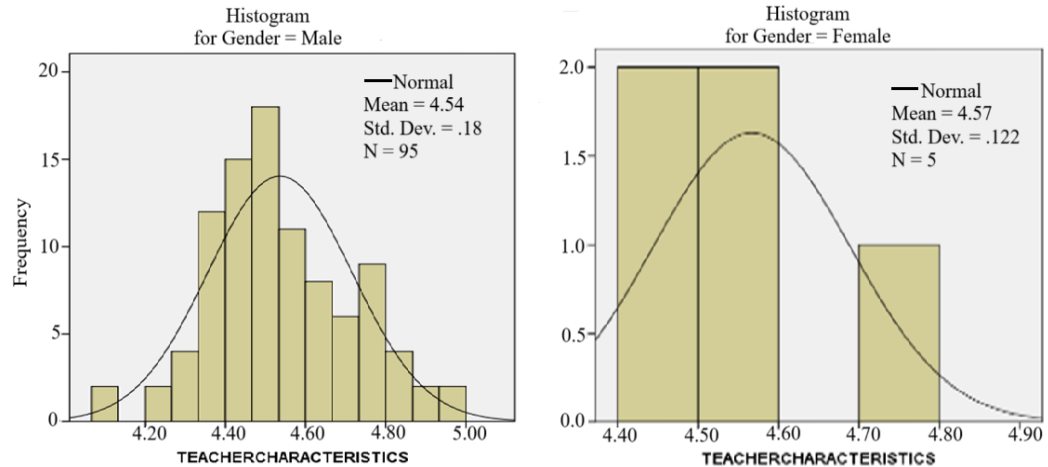 Histogram
for Gender = Male
Normal
Mean = 4.54
Std. Dev. = .18
N = 95
20
15
10
5
0
Frequency
4.20 4.40 4.60 4.80 5.00
TEACHERCHARACTERISTICS
Histogram
for Gender = Female
Normal
Mean = 4.57
Std. Dev. = .122
N = 5
2.0
1.5
1.0
0.5
0.0
4.40 4.50 4.60 4.70 4.80 4.90
TEACHERCHARACTERISTICS